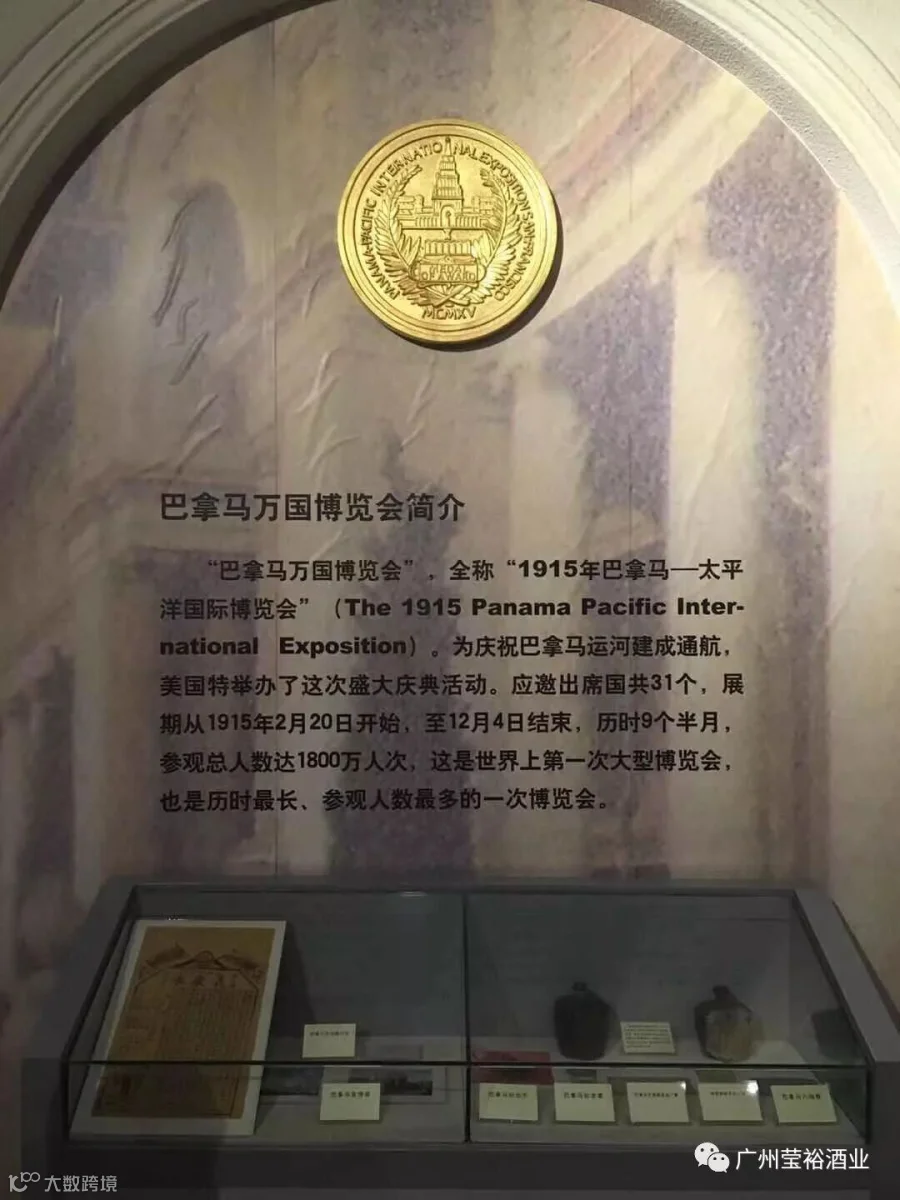 PANAMA-PACIFIC INTERNATIONAL EXPOSITION SAN FRANCISCO
MCMXV
巴拿马万国博览会简介
“巴拿马万国博览会”，全称“1915年巴拿马—太平
洋国际博览会”（The 1915 Panama Pacific Inter-
national Exposition）。为庆祝巴拿马运河建成通航，
美国特举办了这次盛大庆典活动。应邀出席国共31个，展
期从1915年2月20日开始，至12月4日结束，历时9个半月，
参观总人数达1800万人次，这是世界上第一次大型博览会，
也是历时最长、参观人数最多的一次博览会。
广州莹裕酒业
大数跨境